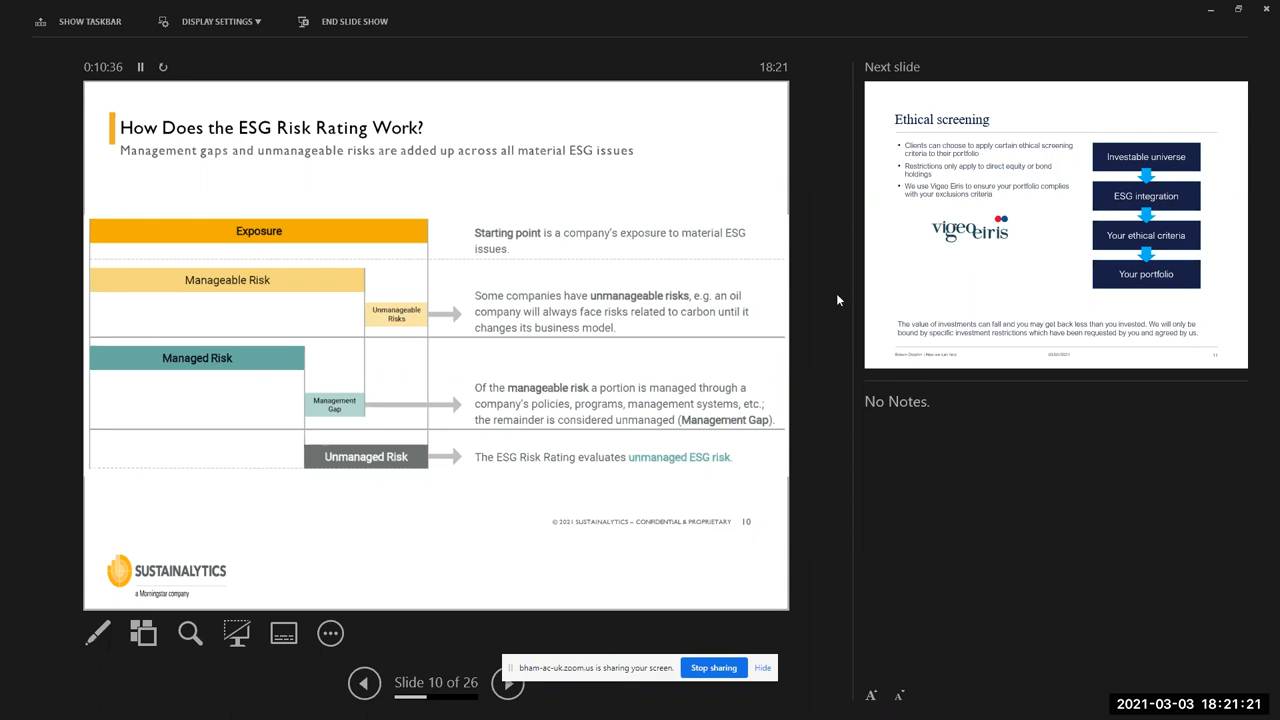 SHOW TASKBAR
DISPLAY SETTINGS
END SLIDE SHOW
0:10:36
18:21
How Does the ESG Risk Rating Work?
Management gaps and unmanageable risks are added up across all material ESG issues
Exposure
Starting point is a company's exposure to material ESG
issues.
Manageable Risk
Unmanageable
Risks
Some companies have unmanageable risks, e.g. an oil
company will always face risks related to carbon until it
changes its business model.
Managed Risk
Management
Gap
Of the manageable risk a portion is managed through a
company's policies, programs, management systems, etc.;
the remainder is considered unmanaged (Management Gap).
Unmanaged Risk
The ESG Risk Rating evaluates unmanaged ESG risk.
© 2021 SUSTAINALYTICS – CONFIDENTIAL & PROPRIETARY 10
SUSTAINALYTICS
a Morningstar company
bham-ac-uk.zoom.us is sharing your screen.
Stop sharing
Hide
Slide 10 of 26
Next slide
Ethical screening
• Clients can choose to apply certain ethical screening
criteria to their portfolio
• Restrictions only apply to direct equity or bond
holdings
• We use Vigeo Eiris to ensure your portfolio complies
with your exclusions criteria
vigeoeiris
Investable universe
ESG integration
Your ethical criteria
Your portfolio
The value of investments can fall and you may get back less than you invested. We will only be
bound by specific investment restrictions which have been requested by you and agreed by us.
11
No Notes.
A A
2021-03-03 18:21:21